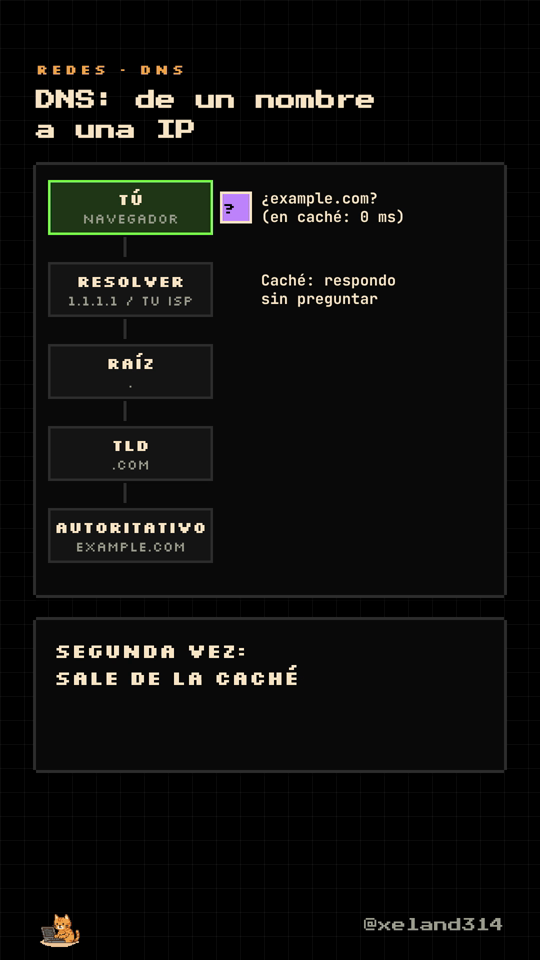 REDES · DNS
DNS: de un nombre
a una IP
TÚ
NAVEGADOR
?
¿example.com?
(en caché: 0 ms)
RESOLVER
1.1.1.1 / TU ISP
Caché: respondo
sin preguntar
RAÍZ
.
TLD
.COM
AUTORITATIVO
EXAMPLE.COM
SEGUNDA VEZ:
SALE DE LA CACHÉ
@xeland314